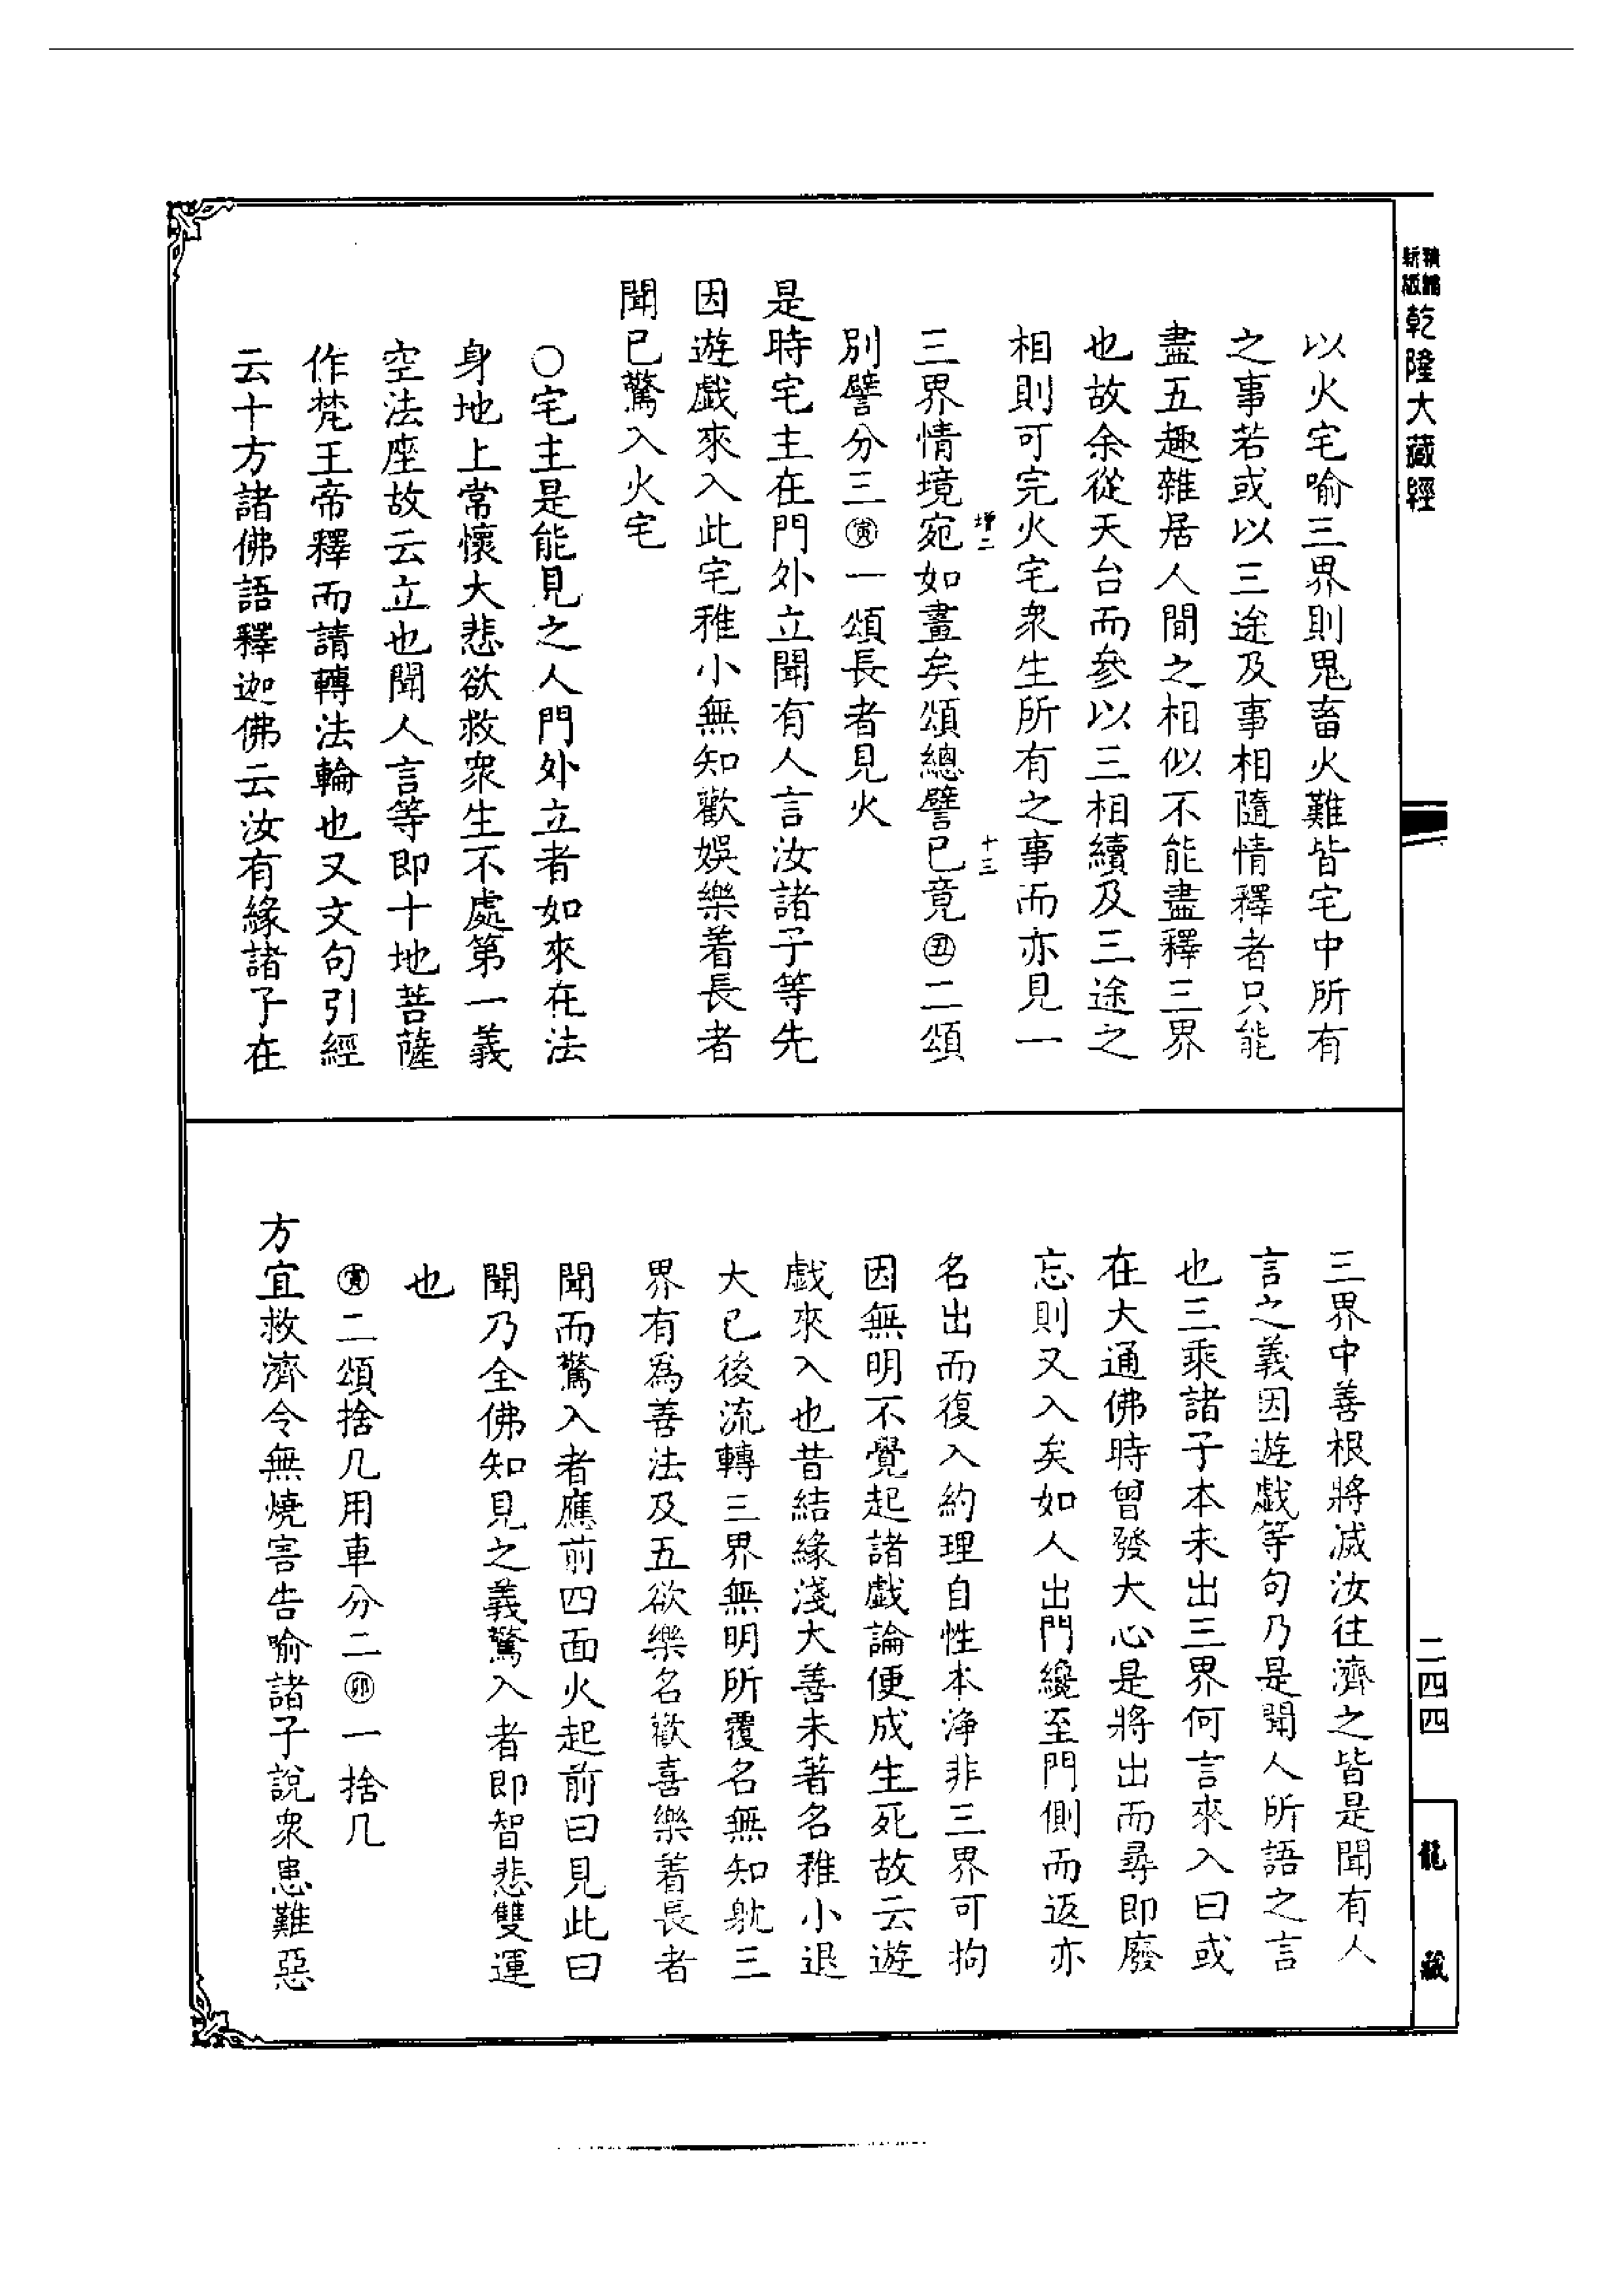 新版
精縮
乾隆大藏經
二四四
龍藏
以火宅喻三界則鬼畜火難皆宅中所有
之事若或以三途及事相隨情釋者只能
盡五趣雜居人間之相似不能盡釋三界
也故余從天台而參以三相續及三途之
相則可完火宅衆生所有之事而亦見一
增二
十三
三界情境宛如畫矣頌總譬已竟㊄二頌
別譬分三㊅一頌長者見火
是時宅主在門外立聞有人言汝諸子等先
因遊戲來入此宅稚小無知歡娛樂着長者
聞已驚入火宅
○宅主是能見之人門外立者如來在法
身地上常懷大悲欲救衆生不處第一義
空法座故云立也聞人言等即十地菩薩
作梵王帝釋而請轉法輪也又文句引經
云十方諸佛語釋迦佛云汝有緣諸子在
三界中善根將滅汝往濟之皆是聞有人
言之義因遊戲等句乃是聞人所語之言
也三乘諸子本未出三界何言來入曰或
在大通佛時曾發大心是將出而尋即廢
忘則又入矣如人出門纔至門側而返亦
名出而復入約理自性本淨非三界可拘
因無明不覺起諸戲論便成生死故云遊
戲來入也昔結緣淺大善未著名稚小退
大已後流轉三界無明所覆名無知躭三
界有爲善法及五欲樂名歡喜樂着長者
聞而驚入者應前四面火起前曰見此曰
聞乃全佛知見之義驚入者即智悲雙運
也
寅二頌捨几用車分二卯一捨几
方宜救濟令無燒害告喻諸子說衆患難惡